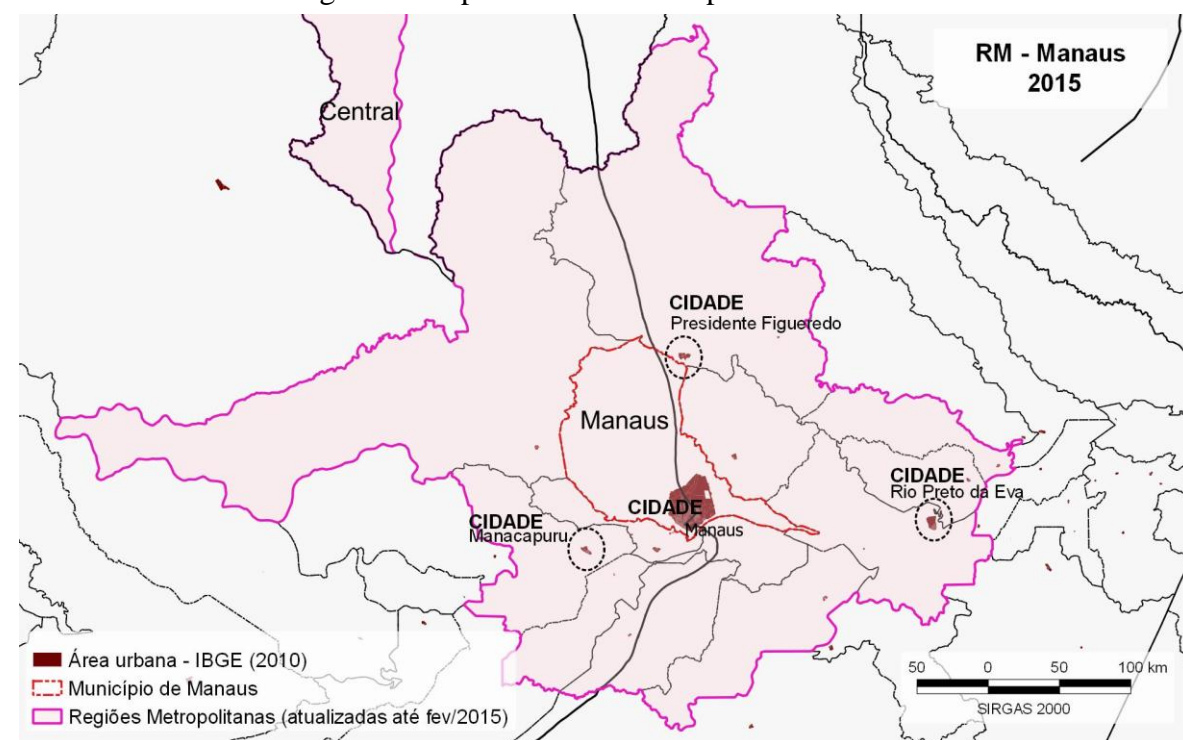 RM - Manaus
2015
Central
CIDADE
Presidente Figueredo
Manaus
CIDADE
Rio Preto da Eva
CIDADE
Manaus
CIDADE
Manacapuru
Área urbana - IBGE (2010)
Município de Manaus
Regiões Metropolitanas (atualizadas até fev/2015)
50 0 50 100 km
SIRGAS 2000